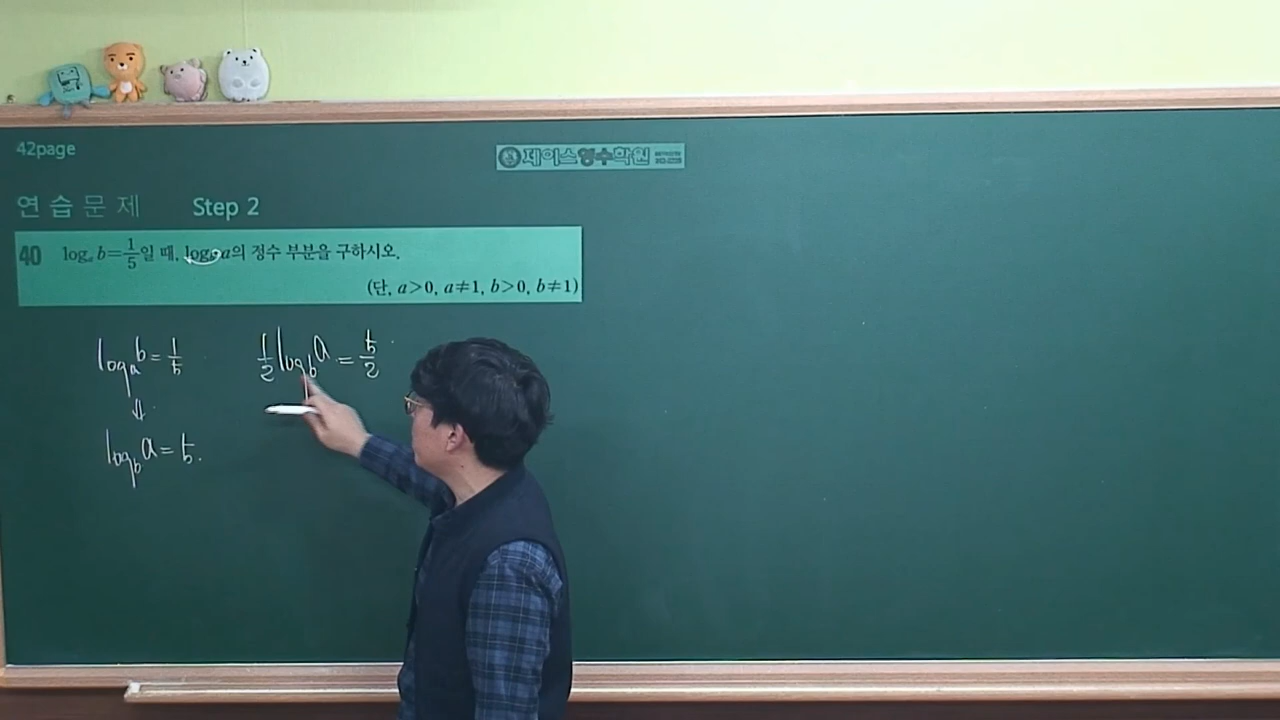 42page
제이스영수학원
연습문제 Step 2
40 logₐ b=1/5일 때, log a의 정수 부분을 구하시오.
(단, a>0, a≠1, b>0, b≠1)
logₐb=1/5
1/2 log_b a = 5/2
⇓
log_b a = 5.